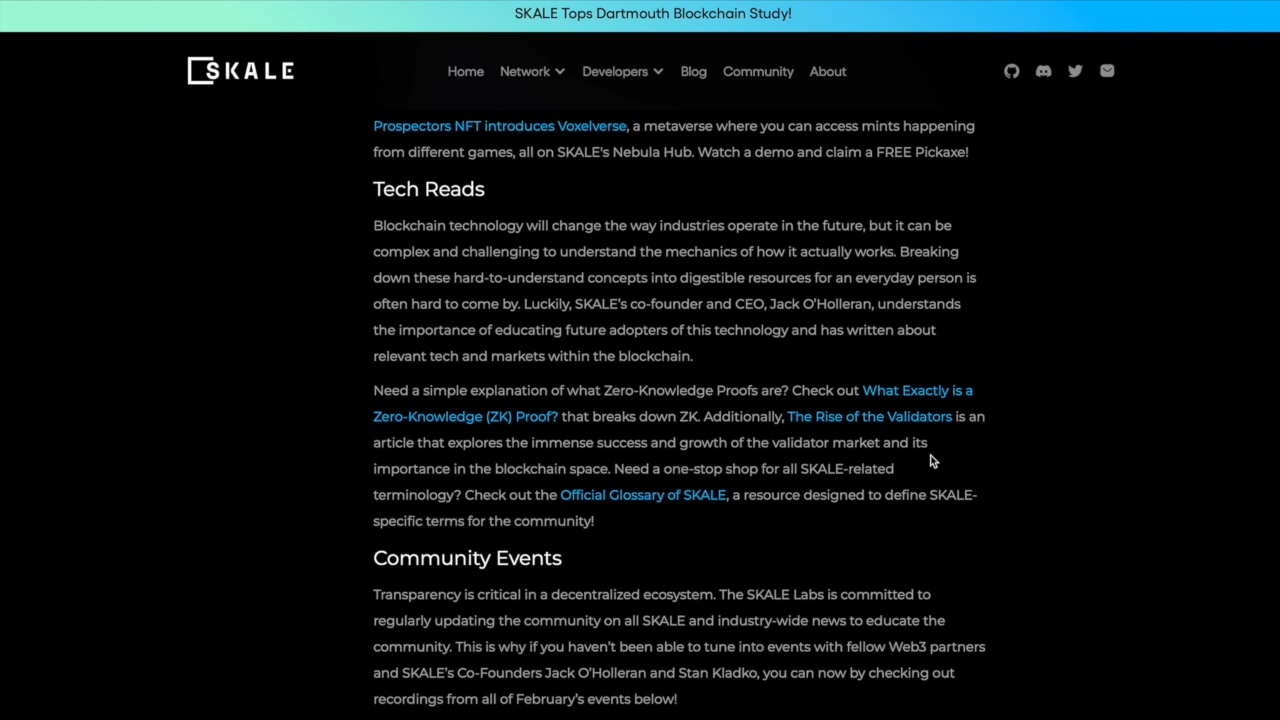 SKALE Tops Dartmouth Blockchain Study!
SKALE
Home Network Developers Blog Community About
Prospectors NFT introduces Voxelverse, a metaverse where you can access mints happening
from different games, all on SKALE's Nebula Hub. Watch a demo and claim a FREE Pickaxe!
Tech Reads
Blockchain technology will change the way industries operate in the future, but it can be
complex and challenging to understand the mechanics of how it actually works. Breaking
down these hard-to-understand concepts into digestible resources for an everyday person is
often hard to come by. Luckily, SKALE’s co-founder and CEO, Jack O’Holleran, understands
the importance of educating future adopters of this technology and has written about
relevant tech and markets within the blockchain.
Need a simple explanation of what Zero-Knowledge Proofs are? Check out What Exactly is a
Zero-Knowledge (ZK) Proof? that breaks down ZK. Additionally, The Rise of the Validators is an
article that explores the immense success and growth of the validator market and its
importance in the blockchain space. Need a one-stop shop for all SKALE-related
terminology? Check out the Official Glossary of SKALE, a resource designed to define SKALE-
specific terms for the community!
Community Events
Transparency is critical in a decentralized ecosystem. The SKALE Labs is committed to
regularly updating the community on all SKALE and industry-wide news to educate the
community. This is why if you haven’t been able to tune into events with fellow Web3 partners
and SKALE’s Co-Founders Jack O’Holleran and Stan Kladko, you can now by checking out
recordings from all of February’s events below!